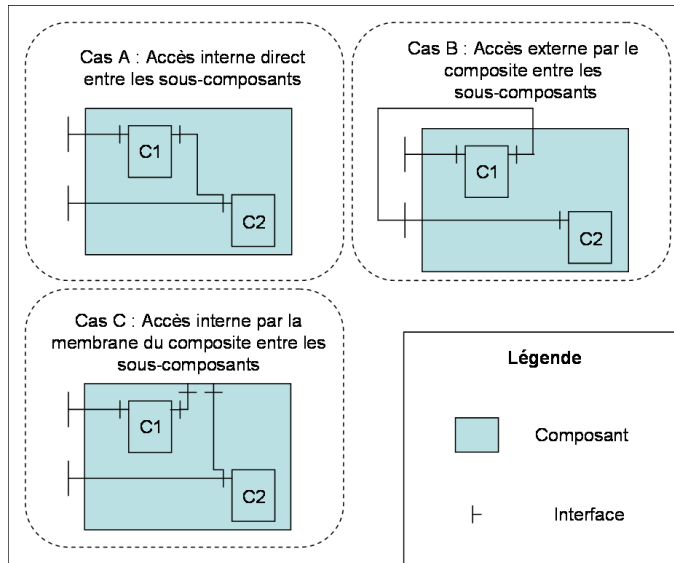 Cas A : Accès interne direct
entre les sous-composants
C1
C2
Cas B : Accès externe par le
composite entre les
sous-composants
C1
C2
Cas C : Accès interne par la
membrane du composite entre les
sous-composants
C1
C2
Légende
Composant
Interface